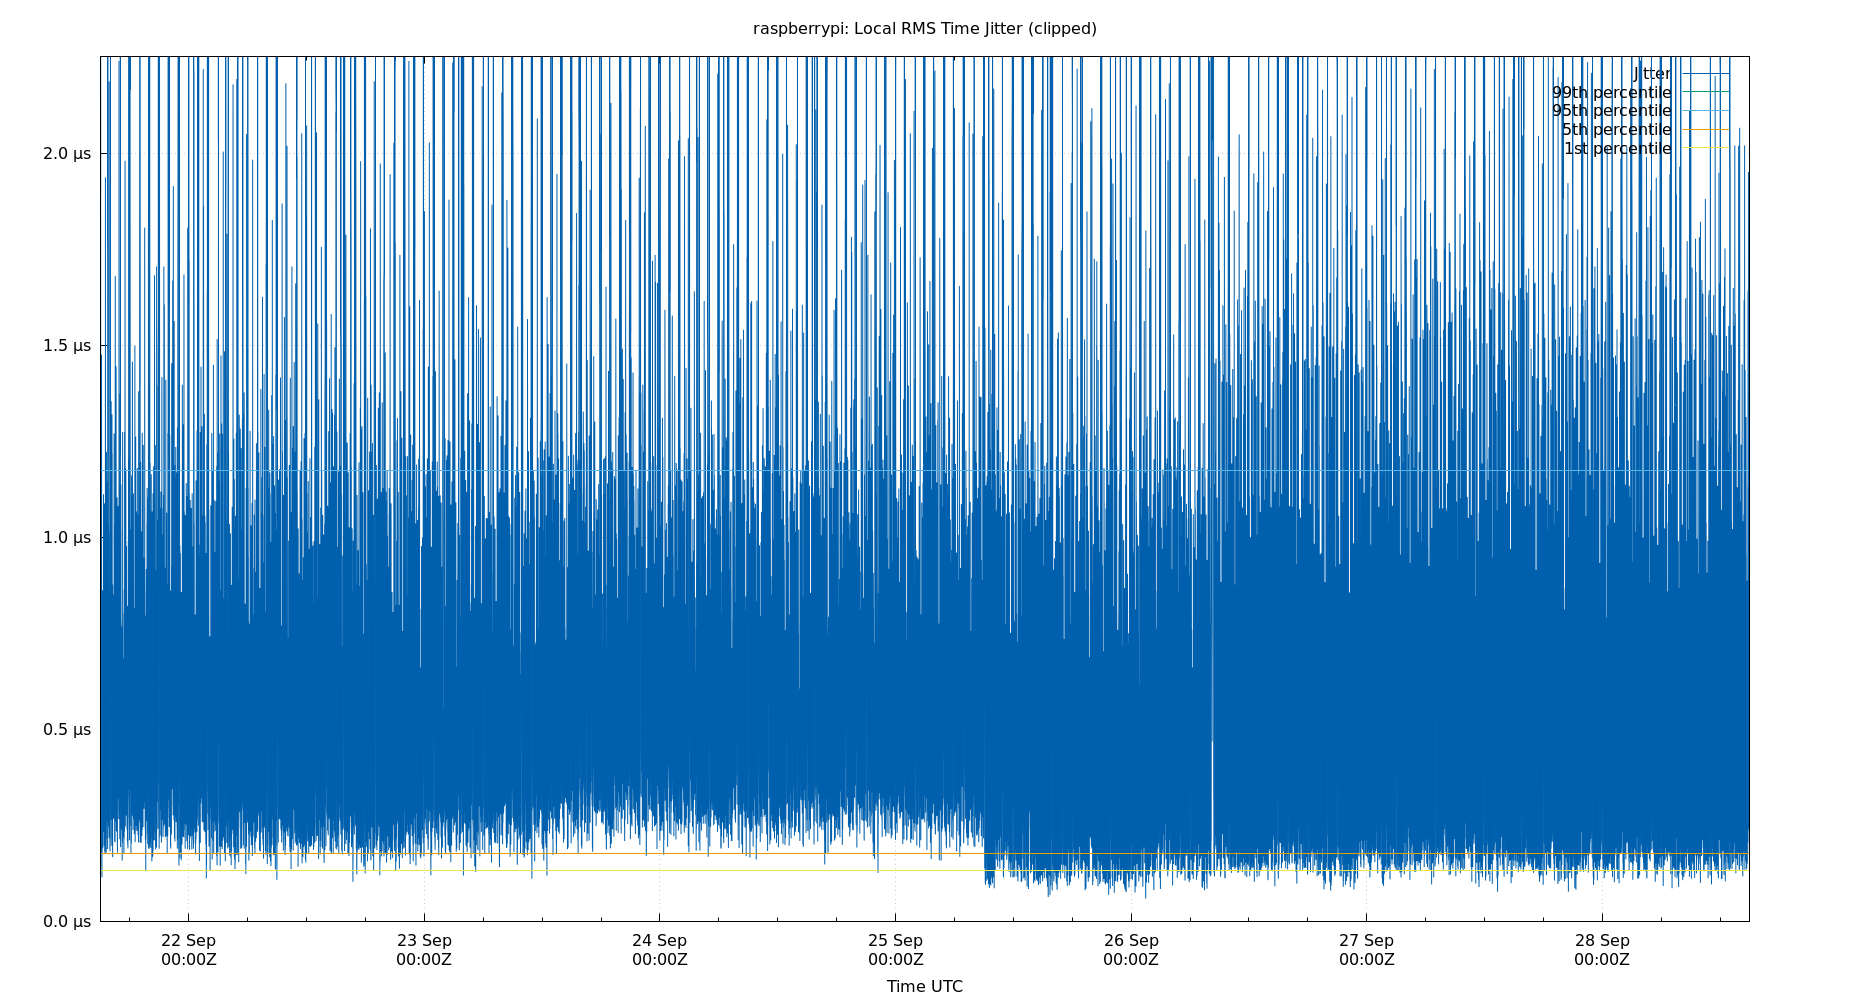 raspberrypi: Local RMS Time Jitter (clipped)
Jitter
99th percentile
95th percentile
5th percentile
1st percentile
2.0 μs
1.5 μs
1.0 μs
0.5 μs
0.0 μs
22 Sep 23 Sep 24 Sep 25 Sep 26 Sep 27 Sep 28 Sep
00:00Z 00:00Z 00:00Z 00:00Z 00:00Z 00:00Z 00:00Z
Time UTC